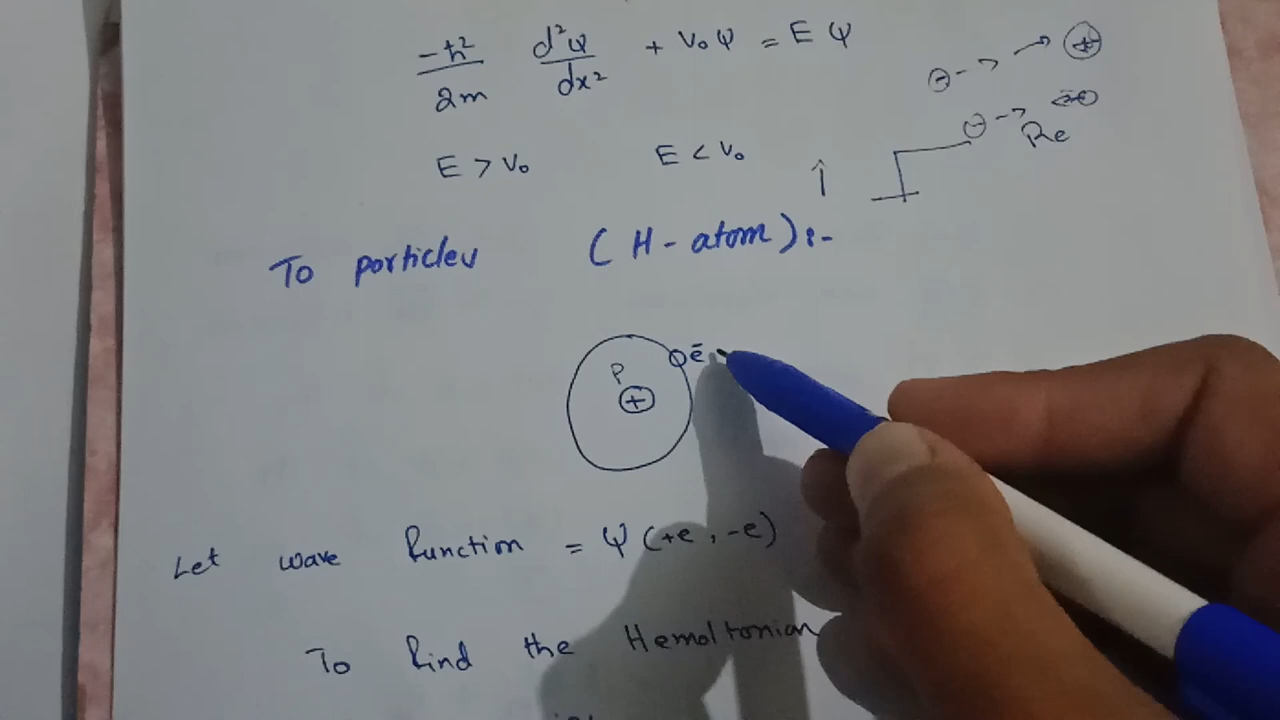 -ħ²/2m d²ψ/dx² + V₀ψ = Eψ
E > V₀ E < V₀
Re
To particles (H - atom) :-
P
+
ē
Let wave function = ψ (+e, -e)
To find the Hemoltonian